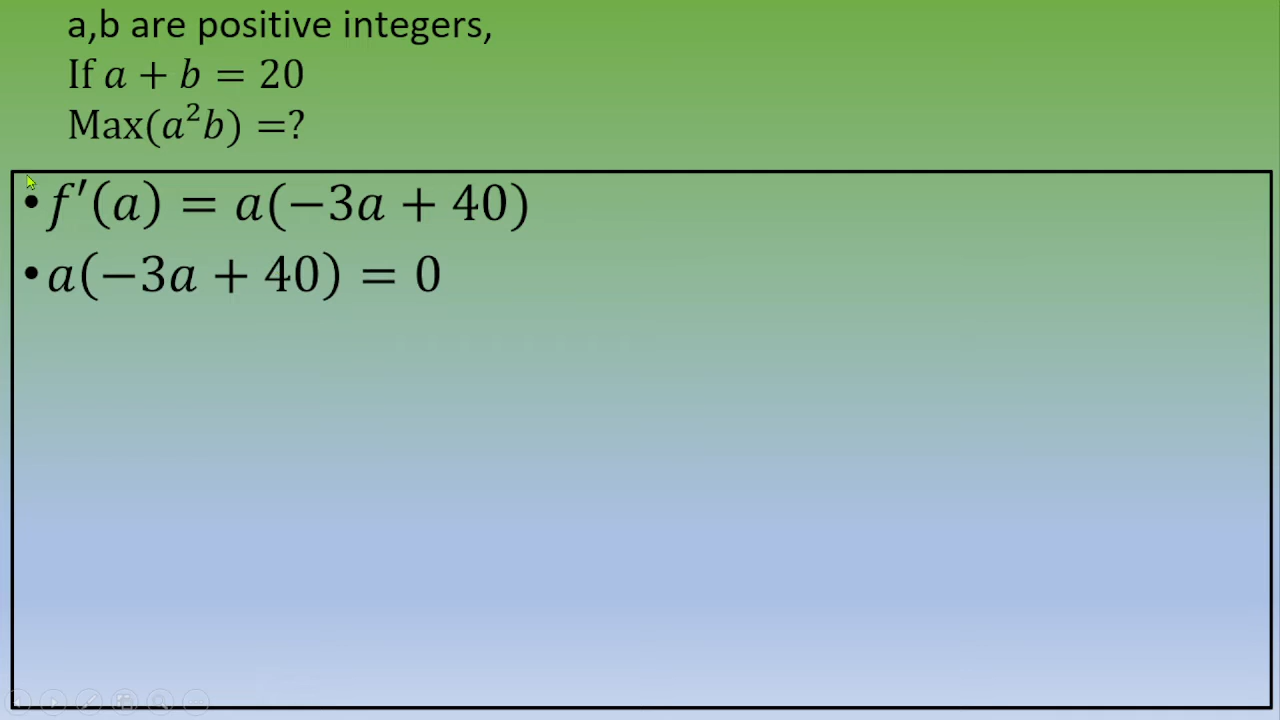 a,b are positive integers,
If a + b = 20
Max(a²b) =?
•f′(a) = a(−3a + 40)
•a(−3a + 40) = 0